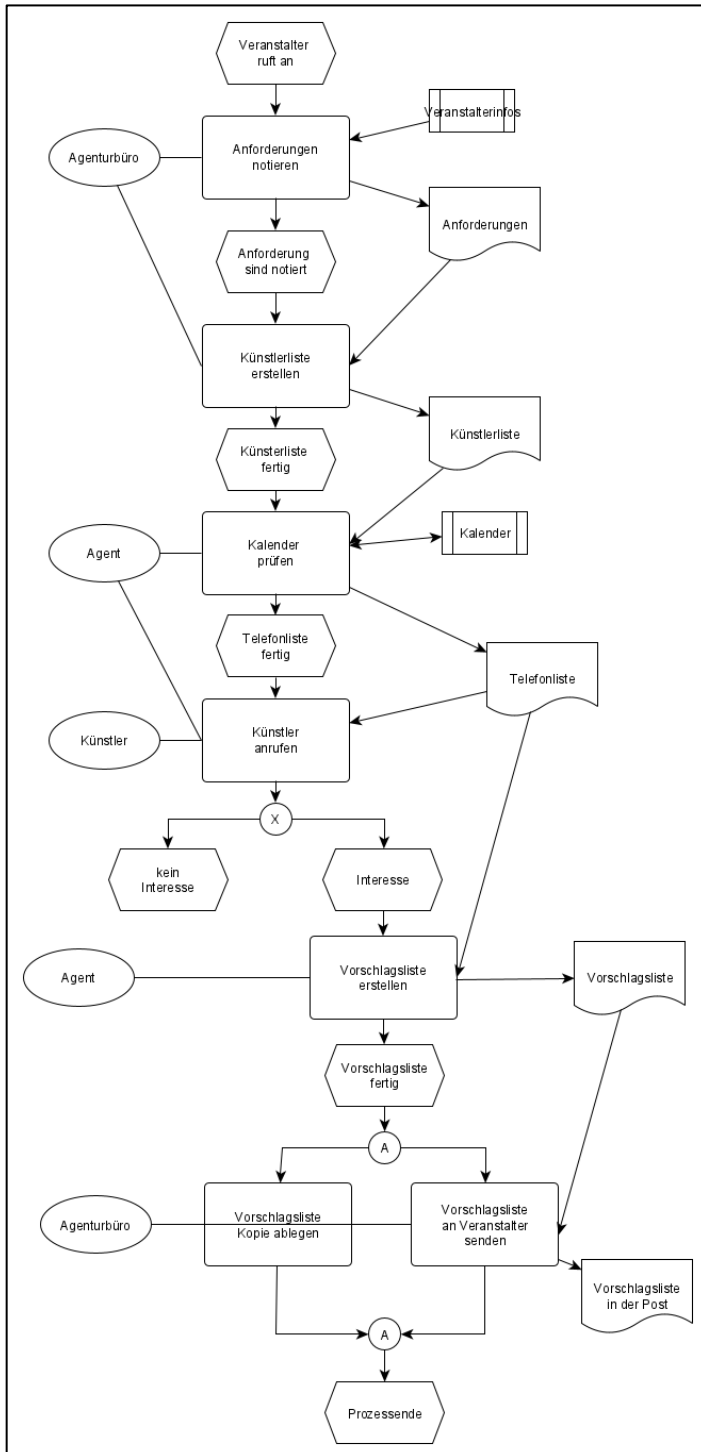 Veranstalter
ruft an
Veranstalterinfos
Agenturbüro
Anforderungen
notieren
Anforderungen
Anforderung
sind notiert
Künstlerliste
erstellen
Künstlerliste
Künsterliste
fertig
Agent
Kalender
prüfen
Kalender
Telefonliste
fertig
Telefonliste
Künstler
Künstler
anrufen
X
kein
Interesse
Interesse
Agent
Vorschlagsliste
erstellen
Vorschlagsliste
Vorschlagsliste
fertig
A
Agenturbüro
Vorschlagsliste
Kopie ablegen
Vorschlagsliste
an Veranstalter
senden
Vorschlagsliste
in der Post
A
Prozessende